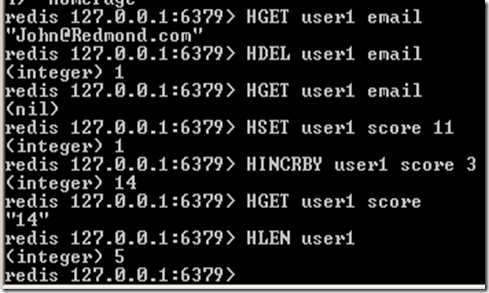 redis 127.0.0.1:6379> HGET user1 email
"John@Redmond.com"
redis 127.0.0.1:6379> HDEL user1 email
(integer) 1
redis 127.0.0.1:6379> HGET user1 email
(nil)
redis 127.0.0.1:6379> HSET user1 score 11
(integer) 1
redis 127.0.0.1:6379> HINCRBY user1 score 3
(integer) 14
redis 127.0.0.1:6379> HGET user1 score
"14"
redis 127.0.0.1:6379> HLEN user1
(integer) 5
redis 127.0.0.1:6379>